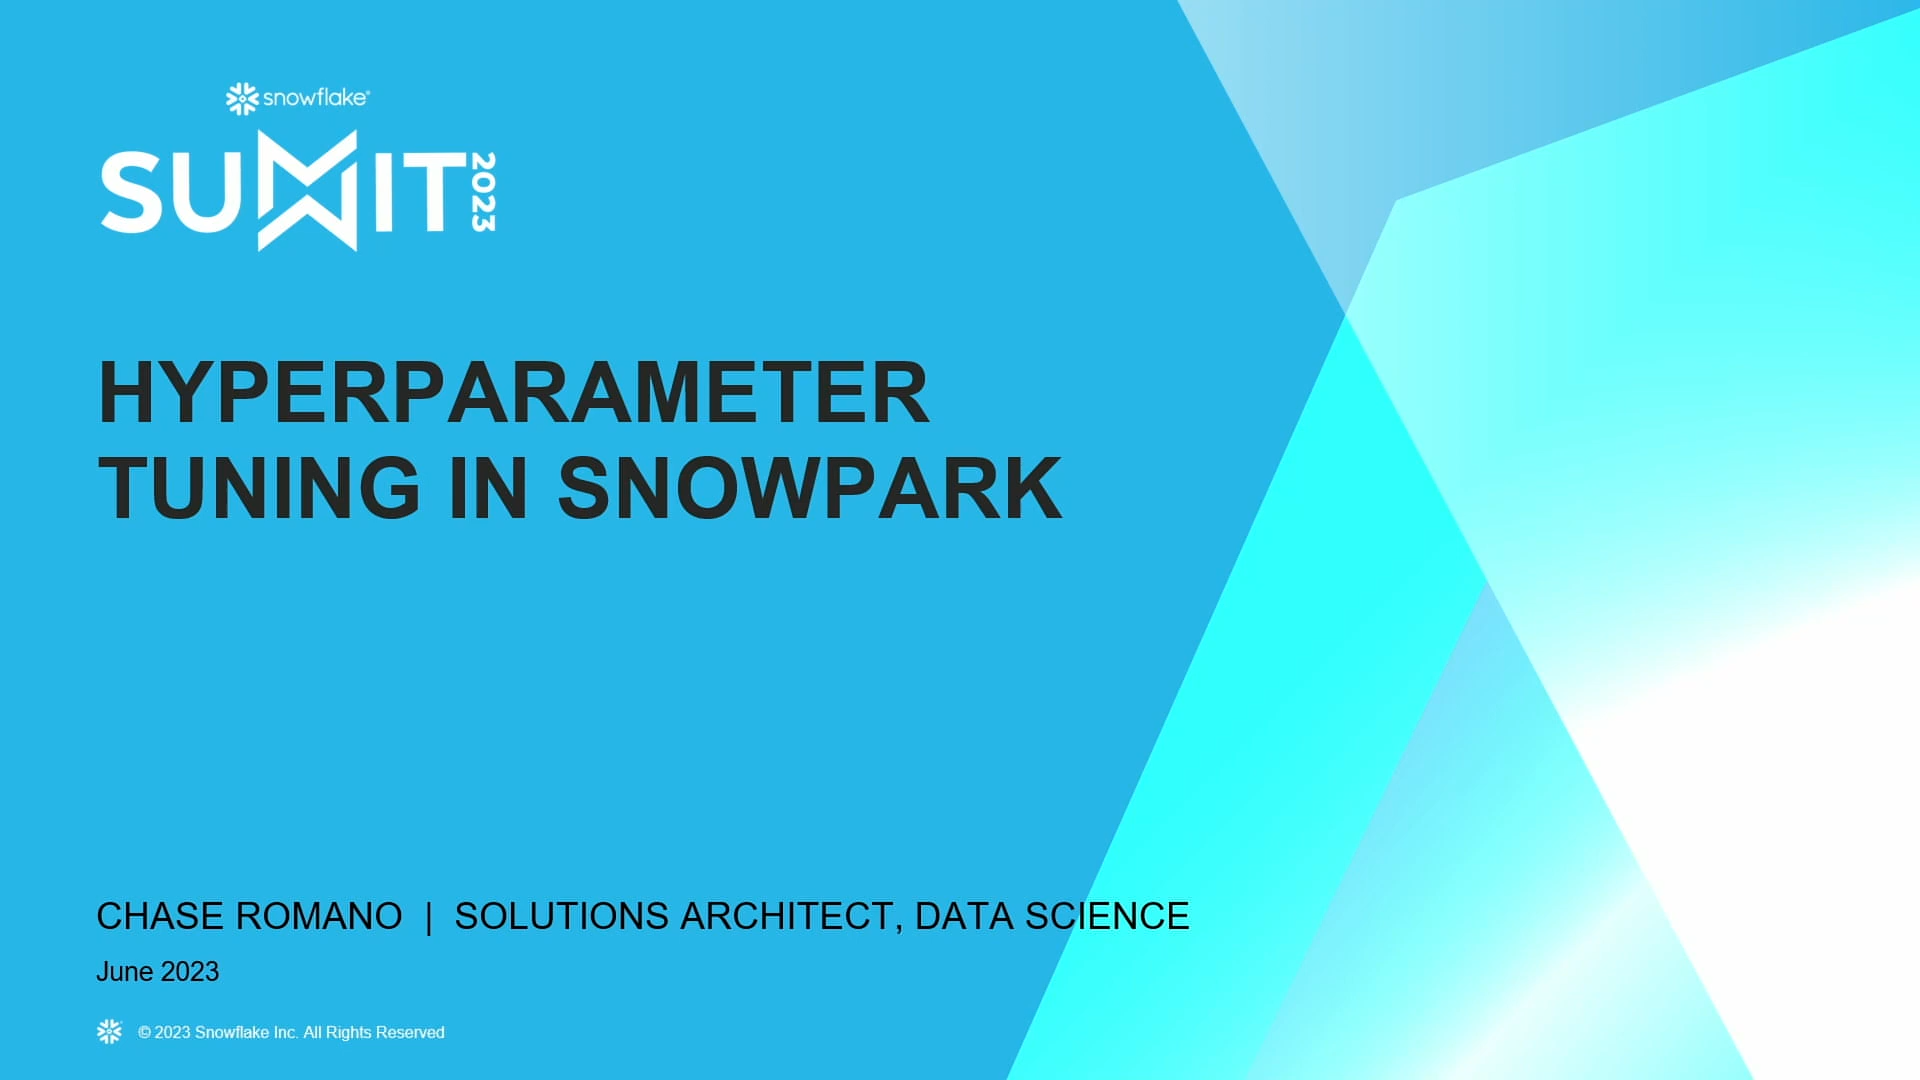 snowflake®
SUMMIT 2023
HYPERPARAMETER
TUNING IN SNOWPARK
CHASE ROMANO | SOLUTIONS ARCHITECT, DATA SCIENCE
June 2023
© 2023 Snowflake Inc. All Rights Reserved